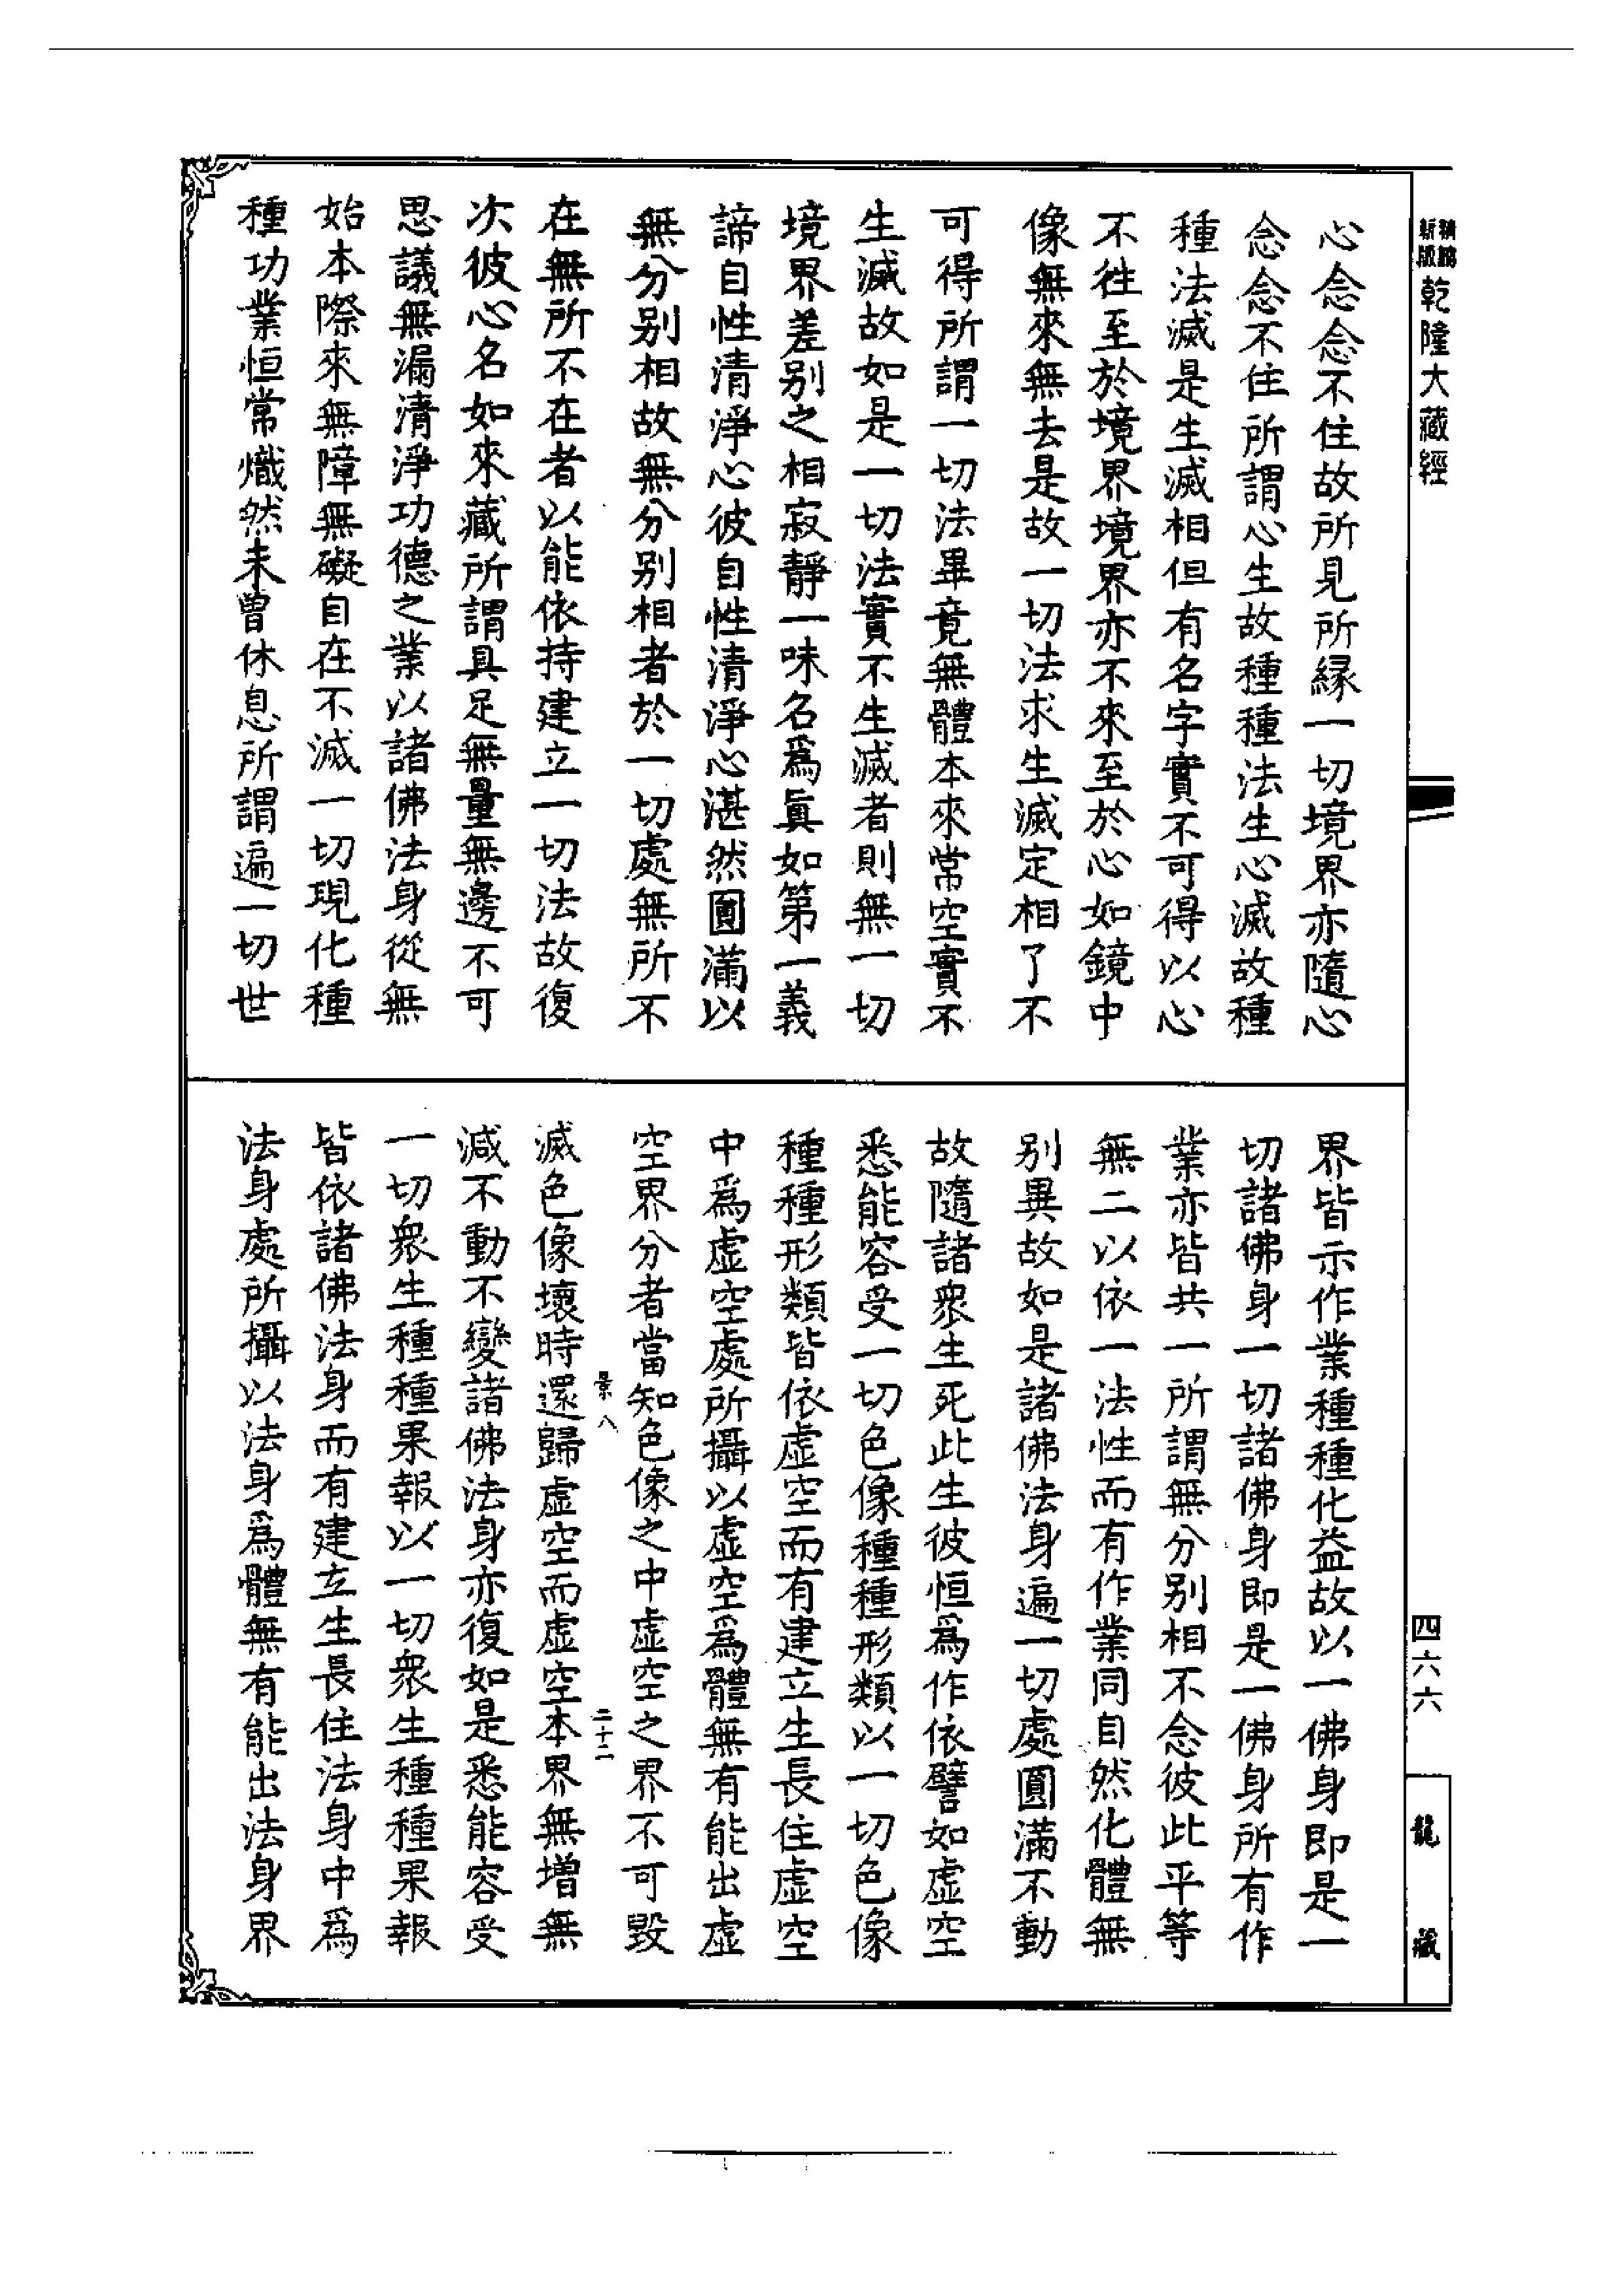 新版
精縮
乾隆大藏經
心念念不住故所見所緣一切境界亦隨心
念念不住所謂心生故種種法生心滅故種
種法滅是生滅相但有名字實不可得以心
不往至於境界境界亦不來至於心如鏡中
像無來無去是故一切法求生滅定相了不
可得所謂一切法畢竟無體本來常空實不
生滅故如是一切法實不生滅者則無一切
境界差別之相寂靜一味名爲眞如第一義
諦自性清淨心彼自性清淨心湛然圓滿以
無分別相故無分別相者於一切處無所不
在無所不在者以能依持建立一切法故復
次彼心名如來藏所謂具足無量無邊不可
思議無漏清淨功德之業以諸佛法身從無
始本際來無障無礙自在不滅一切現化種
種功業恒常熾然未曾休息所謂遍一切世
界皆示作業種種化益故以一佛身即是一
切諸佛身一切諸佛身即是一佛身所有作
業亦皆共一所謂無分別相不念彼此平等
無二以依一法性而有作業同自然化體無
別異故如是諸佛法身遍一切處圓滿不動
故隨諸衆生死此生彼恒爲作依譬如虛空
悉能容受一切色像種種形類以一切色像
種種形類皆依虛空而有建立生長住虛空
中爲虛空處所攝以虛空爲體無有能出虛
空界分者當知色像之中虛空之界不可毀
景八
二十二
滅色像壞時還歸虛空而虛空本界無增無
減不動不變諸佛法身亦復如是悉能容受
一切衆生種種果報以一切衆生種種果報
皆依諸佛法身而有建立生長住法身中爲
法身處所攝以法身爲體無有能出法身界
四六六
龍藏